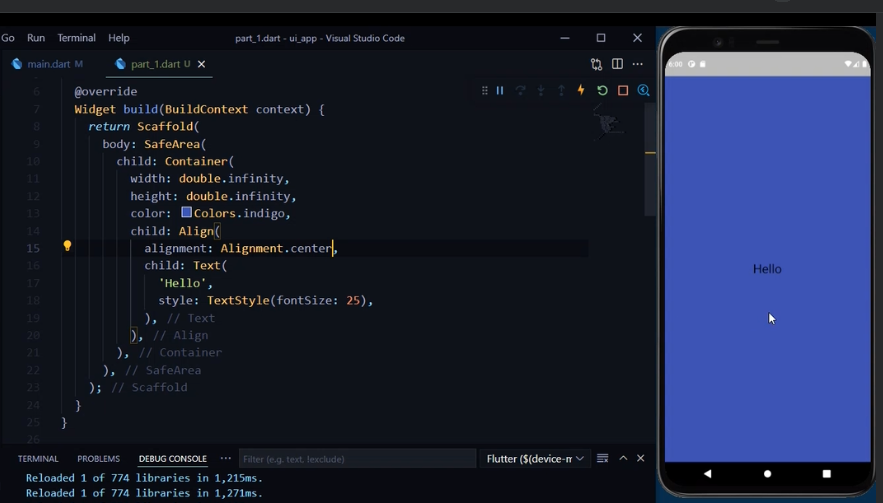 Go Run Terminal Help part_1.dart - ui_app - Visual Studio Code
main.dart M part_1.dart U
6 @override
7 Widget build(BuildContext context) {
8 return Scaffold(
9 body: SafeArea(
10 child: Container(
11 width: double.infinity,
12 height: double.infinity,
13 color: Colors.indigo,
14 child: Align(
15 alignment: Alignment.center,
16 child: Text(
17 'Hello',
18 style: TextStyle(fontSize: 25),
19 ), // Text
20 ), // Align
21 ), // Container
22 ), // SafeArea
23 ); // Scaffold
24 }
25 }
26
TERMINAL PROBLEMS DEBUG CONSOLE ... Filter (e.g. text, !exclude) Flutter ($(device-m
Reloaded 1 of 774 libraries in 1,215ms.
Reloaded 1 of 774 libraries in 1,271ms.
Hello